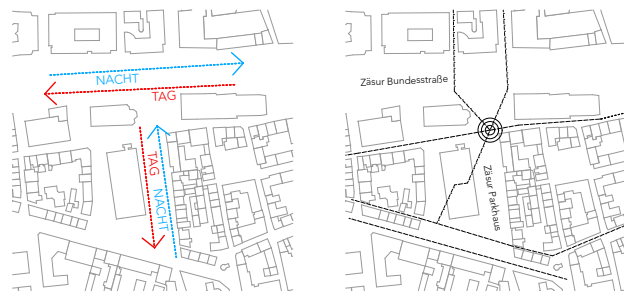 NACHT
TAG
TAG
NACHT
Zäsur Bundesstraße
Zäsur Parkhaus